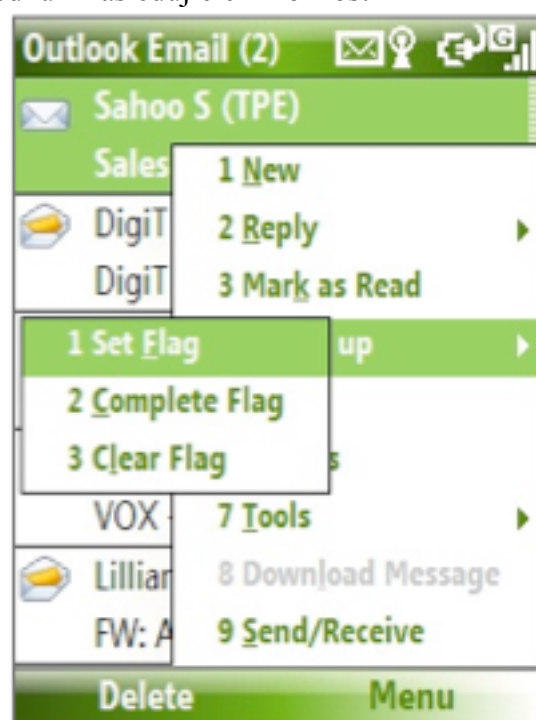 Outlook Email (2)
G
Sahoo S (TPE)
Sales
1 New
DigiT
2 Reply
DigiT
3 Mark as Read
1 Set Flag
up
2 Complete Flag
3 Clear Flag
s
VOX -
7 Tools
Lillian
8 Download Message
FW: A
9 Send/Receive
Delete
Menu